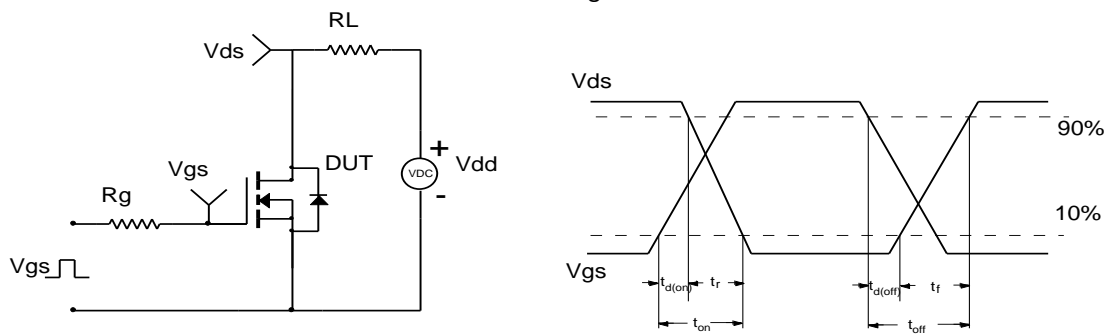 RL
Vds
Vgs
DUT
Rg
Vgs
VDC
+
-
Vdd
Vds
90%
10%
Vgs
td(on)
tr
td(off)
tf
ton
toff